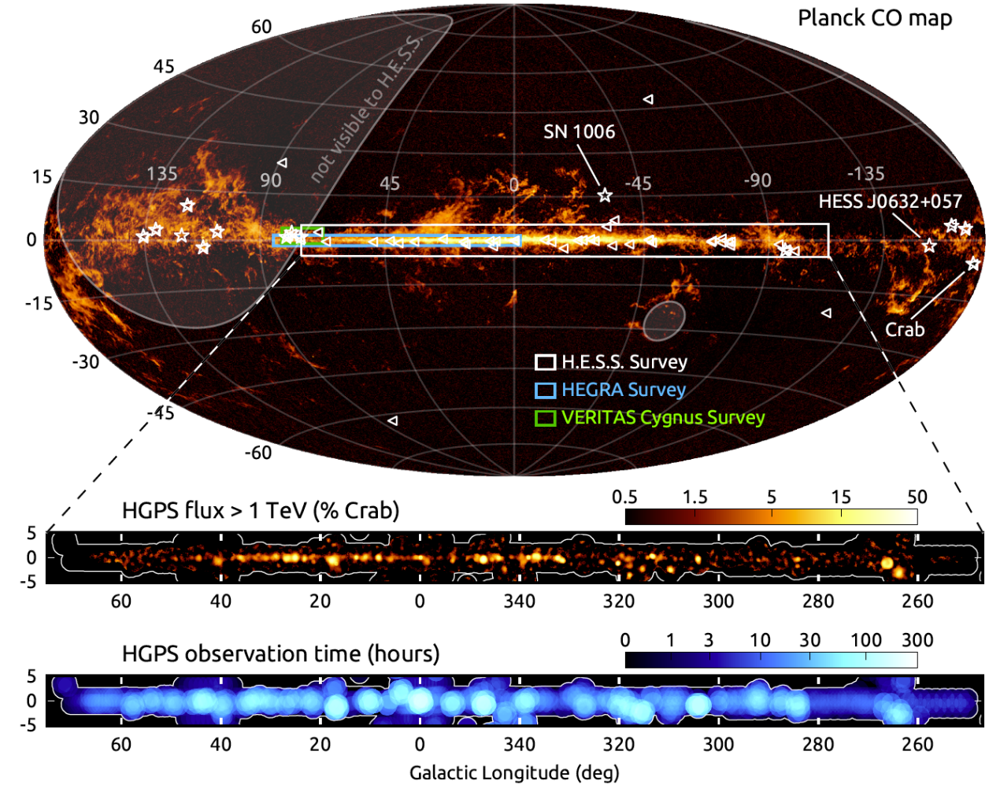 Planck CO map
60
45
30
15
0
-15
-30
-45
-60
not visible to H.E.S.S.
SN 1006
135
90
45
0
-45
-90
-135
HESS J0632+057
Crab
H.E.S.S. Survey
HEGRA Survey
VERITAS Cygnus Survey
HGPS flux > 1 TeV (% Crab)
0.5 1.5 5 15 50
5
0
-5
60 40 20 0 340 320 300 280 260
HGPS observation time (hours)
0 1 3 10 30 100 300
5
0
-5
60 40 20 0 340 320 300 280 260
Galactic Longitude (deg)